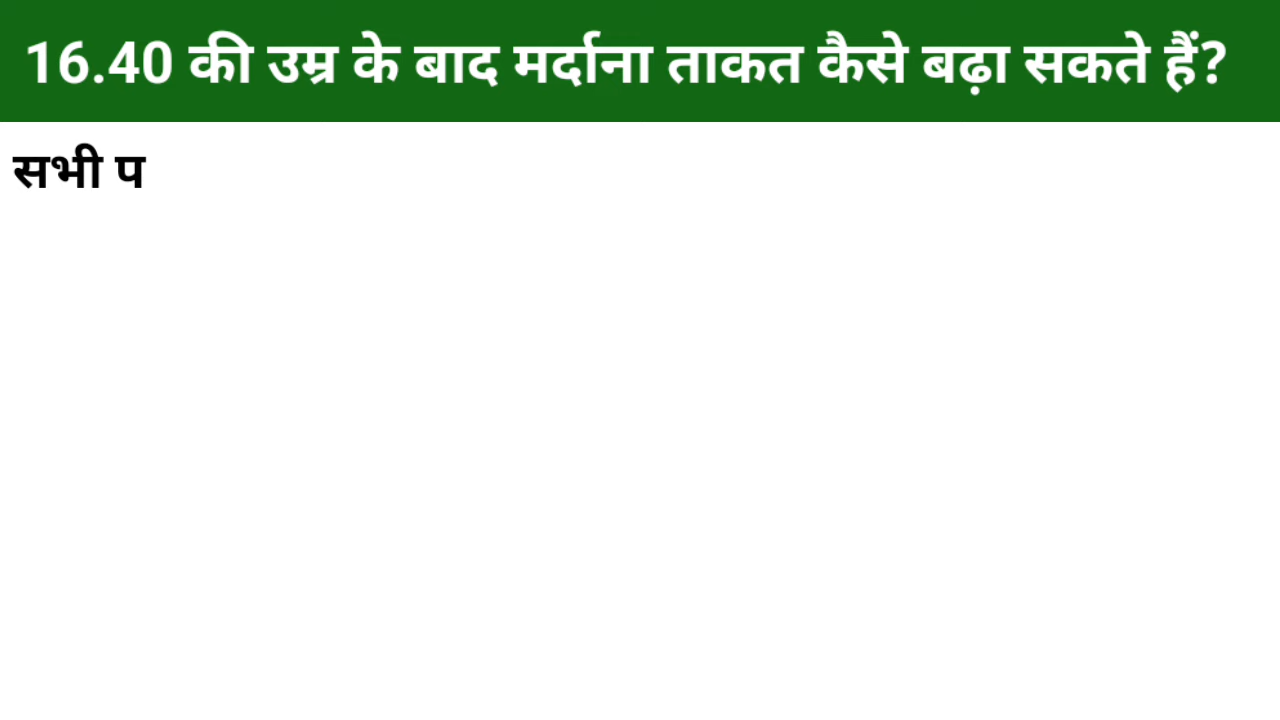 16.40 की उम्र के बाद मर्दाना ताकत कैसे बढ़ा सकते हैं?
सभी प